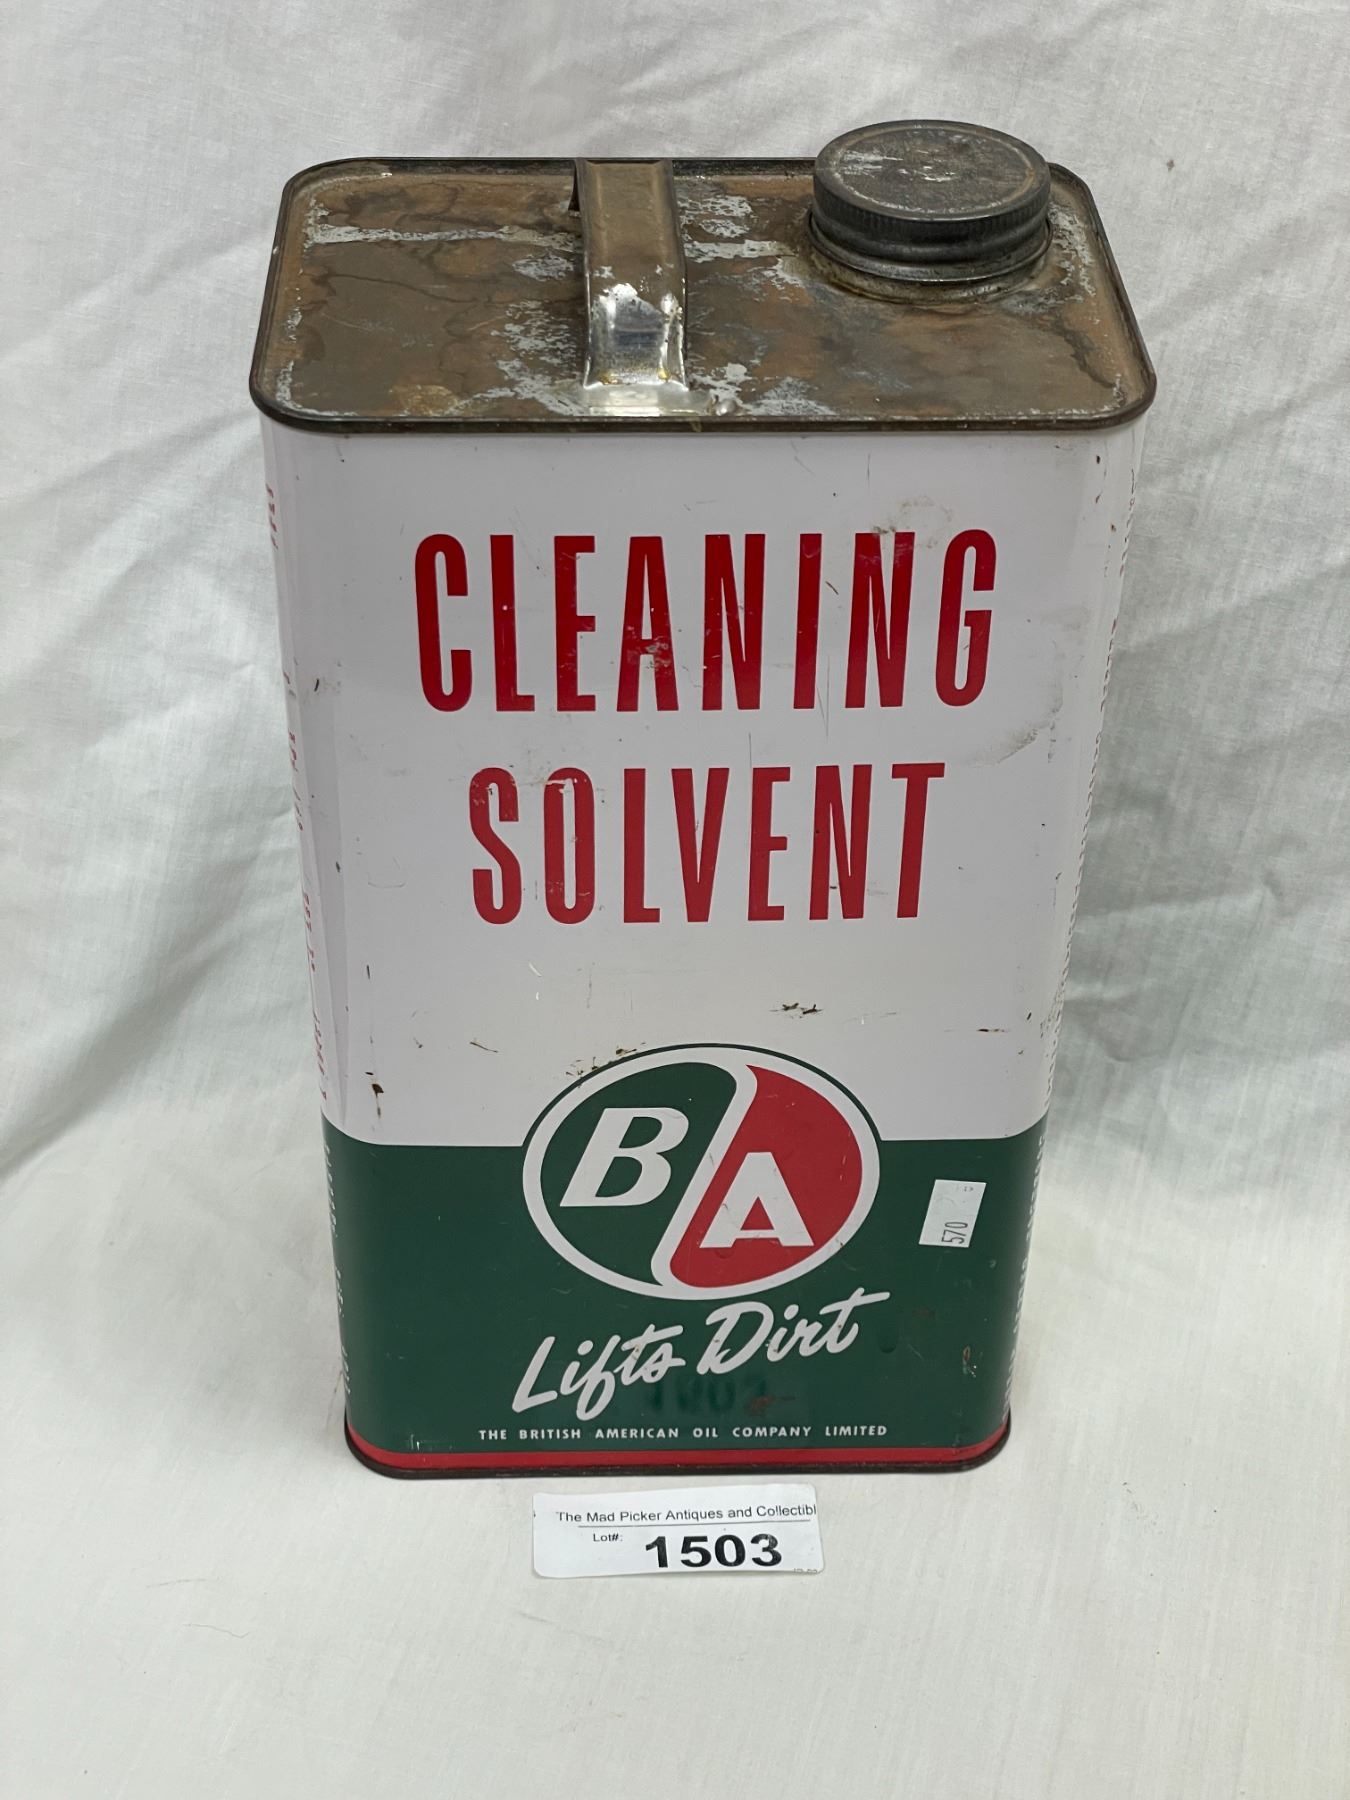 CLEANING
SOLVENT
B A
570
Lifts Dirt
THE BRITISH AMERICAN OIL COMPANY LIMITED
The Mad Picker Antiques and Collectibl
Lot#: 1503